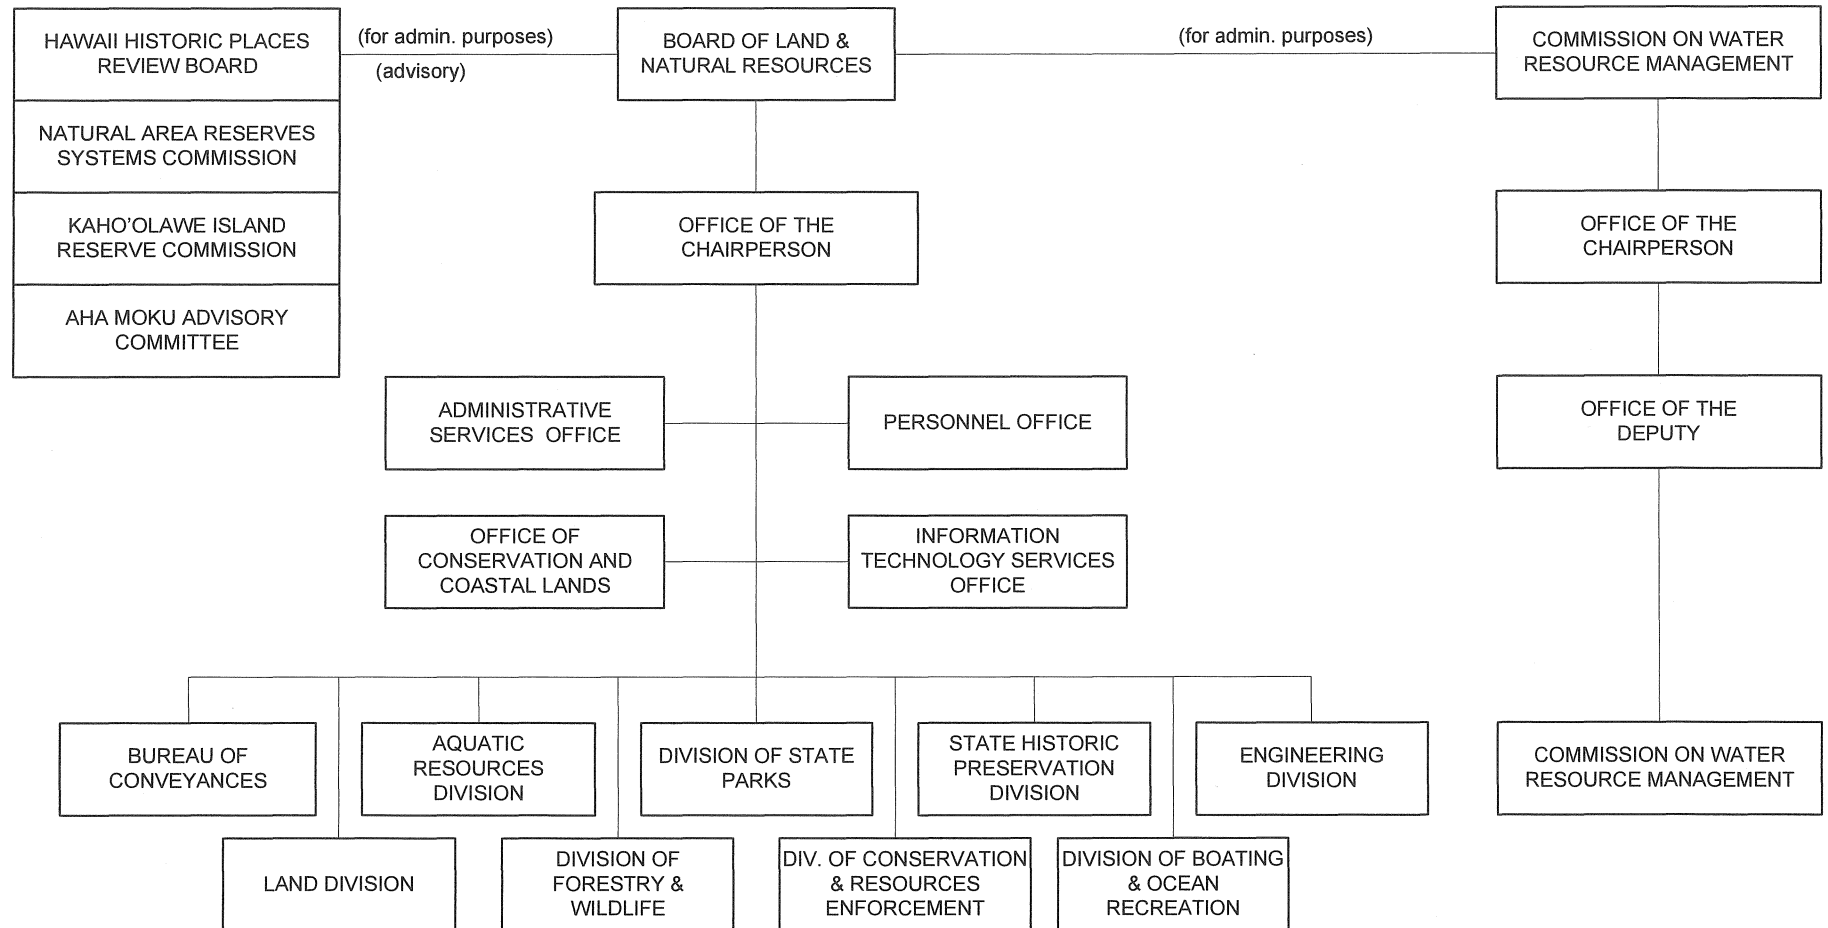 HAWAII HISTORIC PLACES
REVIEW BOARD
(for admin. purposes)
(advisory)
BOARD OF LAND &
NATURAL RESOURCES
(for admin. purposes)
COMMISSION ON WATER
RESOURCE MANAGEMENT
NATURAL AREA RESERVES
SYSTEMS COMMISSION
KAHO'OLAWE ISLAND
RESERVE COMMISSION
AHA MOKU ADVISORY
COMMITTEE
OFFICE OF THE
CHAIRPERSON
OFFICE OF THE
CHAIRPERSON
ADMINISTRATIVE
SERVICES OFFICE
PERSONNEL OFFICE
OFFICE OF THE
DEPUTY
OFFICE OF
CONSERVATION AND
COASTAL LANDS
INFORMATION
TECHNOLOGY SERVICES
OFFICE
BUREAU OF
CONVEYANCES
AQUATIC
RESOURCES
DIVISION
DIVISION OF STATE
PARKS
STATE HISTORIC
PRESERVATION
DIVISION
ENGINEERING
DIVISION
COMMISSION ON WATER
RESOURCE MANAGEMENT
LAND DIVISION
DIVISION OF
FORESTRY &
WILDLIFE
DIV. OF CONSERVATION
& RESOURCES
ENFORCEMENT
DIVISION OF BOATING
& OCEAN
RECREATION